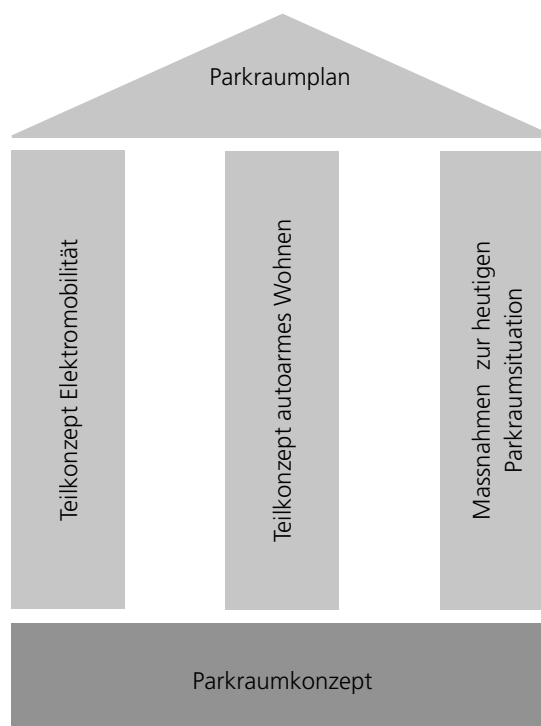 Parkraumplan
Teilkonzept Elektromobilität
Teilkonzept autoarmes Wohnen
Massnahmen zur heutigen
Parkraumsituation
Parkraumkonzept